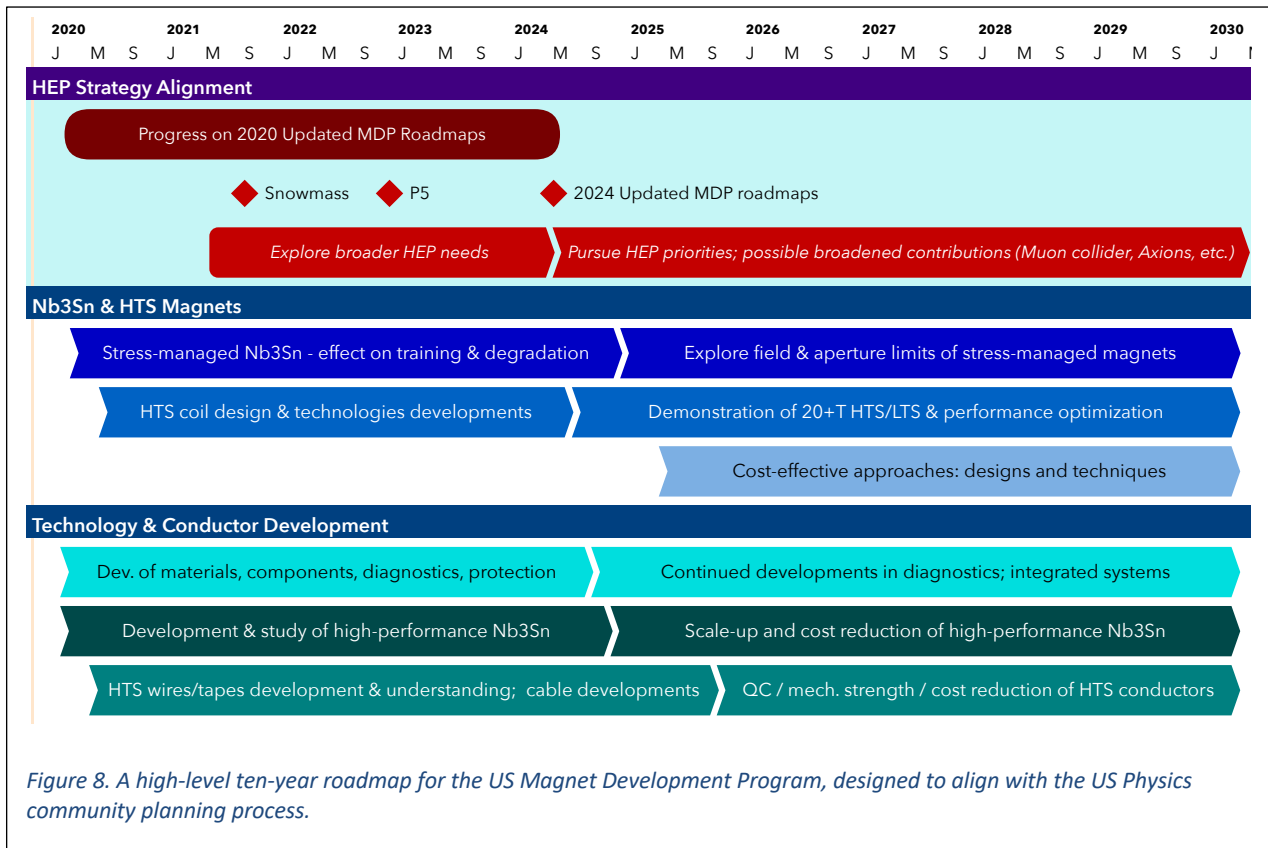 2020 2021 2022 2023 2024 2025 2026 2027 2028 2029 2030
J M S J M S J M S J M S J M S J M S J M S J M S J M S J M S J M
HEP Strategy Alignment
Progress on 2020 Updated MDP Roadmaps
Snowmass P5 2024 Updated MDP roadmaps
Explore broader HEP needs Pursue HEP priorities; possible broadened contributions (Muon collider, Axions, etc.)
Nb3Sn & HTS Magnets
Stress-managed Nb3Sn - effect on training & degradation Explore field & aperture limits of stress-managed magnets
HTS coil design & technologies developments Demonstration of 20+T HTS/LTS & performance optimization
Cost-effective approaches: designs and techniques
Technology & Conductor Development
Dev. of materials, components, diagnostics, protection Continued developments in diagnostics; integrated systems
Development & study of high-performance Nb3Sn Scale-up and cost reduction of high-performance Nb3Sn
HTS wires/tapes development & understanding; cable developments QC / mech. strength / cost reduction of HTS conductors
Figure 8. A high-level ten-year roadmap for the US Magnet Development Program, designed to align with the US Physics
community planning process.